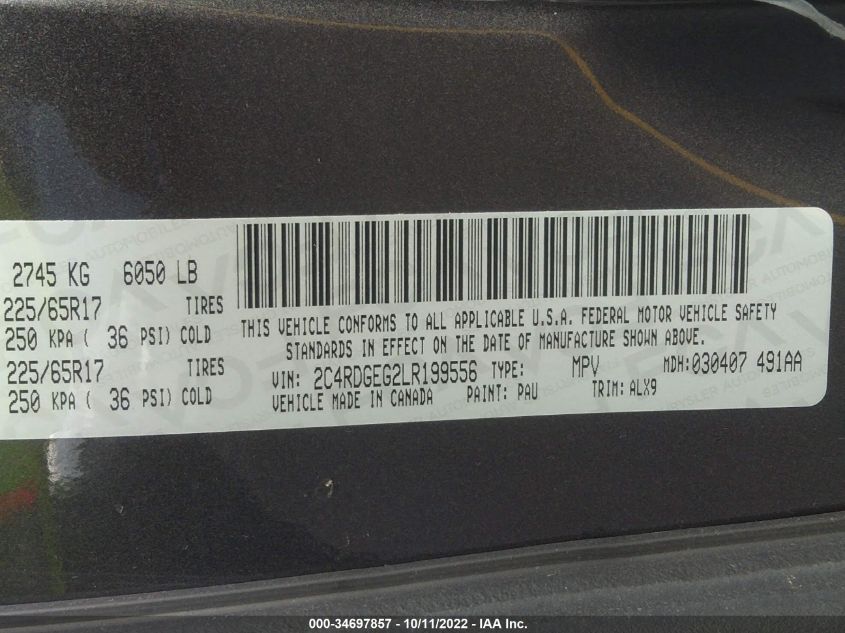 2745 KG 6050 LB
225/65R17 TIRES
250 KPA ( 36 PSI) COLD
225/65R17 TIRES
250 KPA ( 36 PSI) COLD
THIS VEHICLE CONFORMS TO ALL APPLICABLE U.S.A. FEDERAL MOTOR VEHICLE SAFETY
STANDARDS IN EFFECT ON THE DATE OF MANUFACTURE SHOWN ABOVE.
VIN: 2C4RDGEG2LR199556 TYPE: MPV MDH:030407 491AA
VEHICLE MADE IN CANADA PAINT: PAU TRIM: ALX9
000-34697857 - 10/11/2022 - IAA Inc.